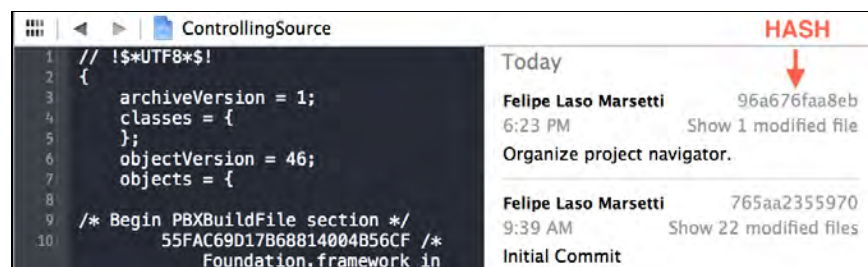 ControllingSource
HASH
1 // !$*UTF8*$!
2 {
3 archiveVersion = 1;
4 classes = {
5 };
6 objectVersion = 46;
7 objects = {
8
9 /* Begin PBXBuildFile section */
10 55FAC69D17B68814004B56CF /*
Foundation.framework in
Today
Felipe Laso Marsetti 96a676faa8eb
6:23 PM Show 1 modified file
Organize project navigator.
Felipe Laso Marsetti 765aa2355970
9:39 AM Show 22 modified files
Initial Commit